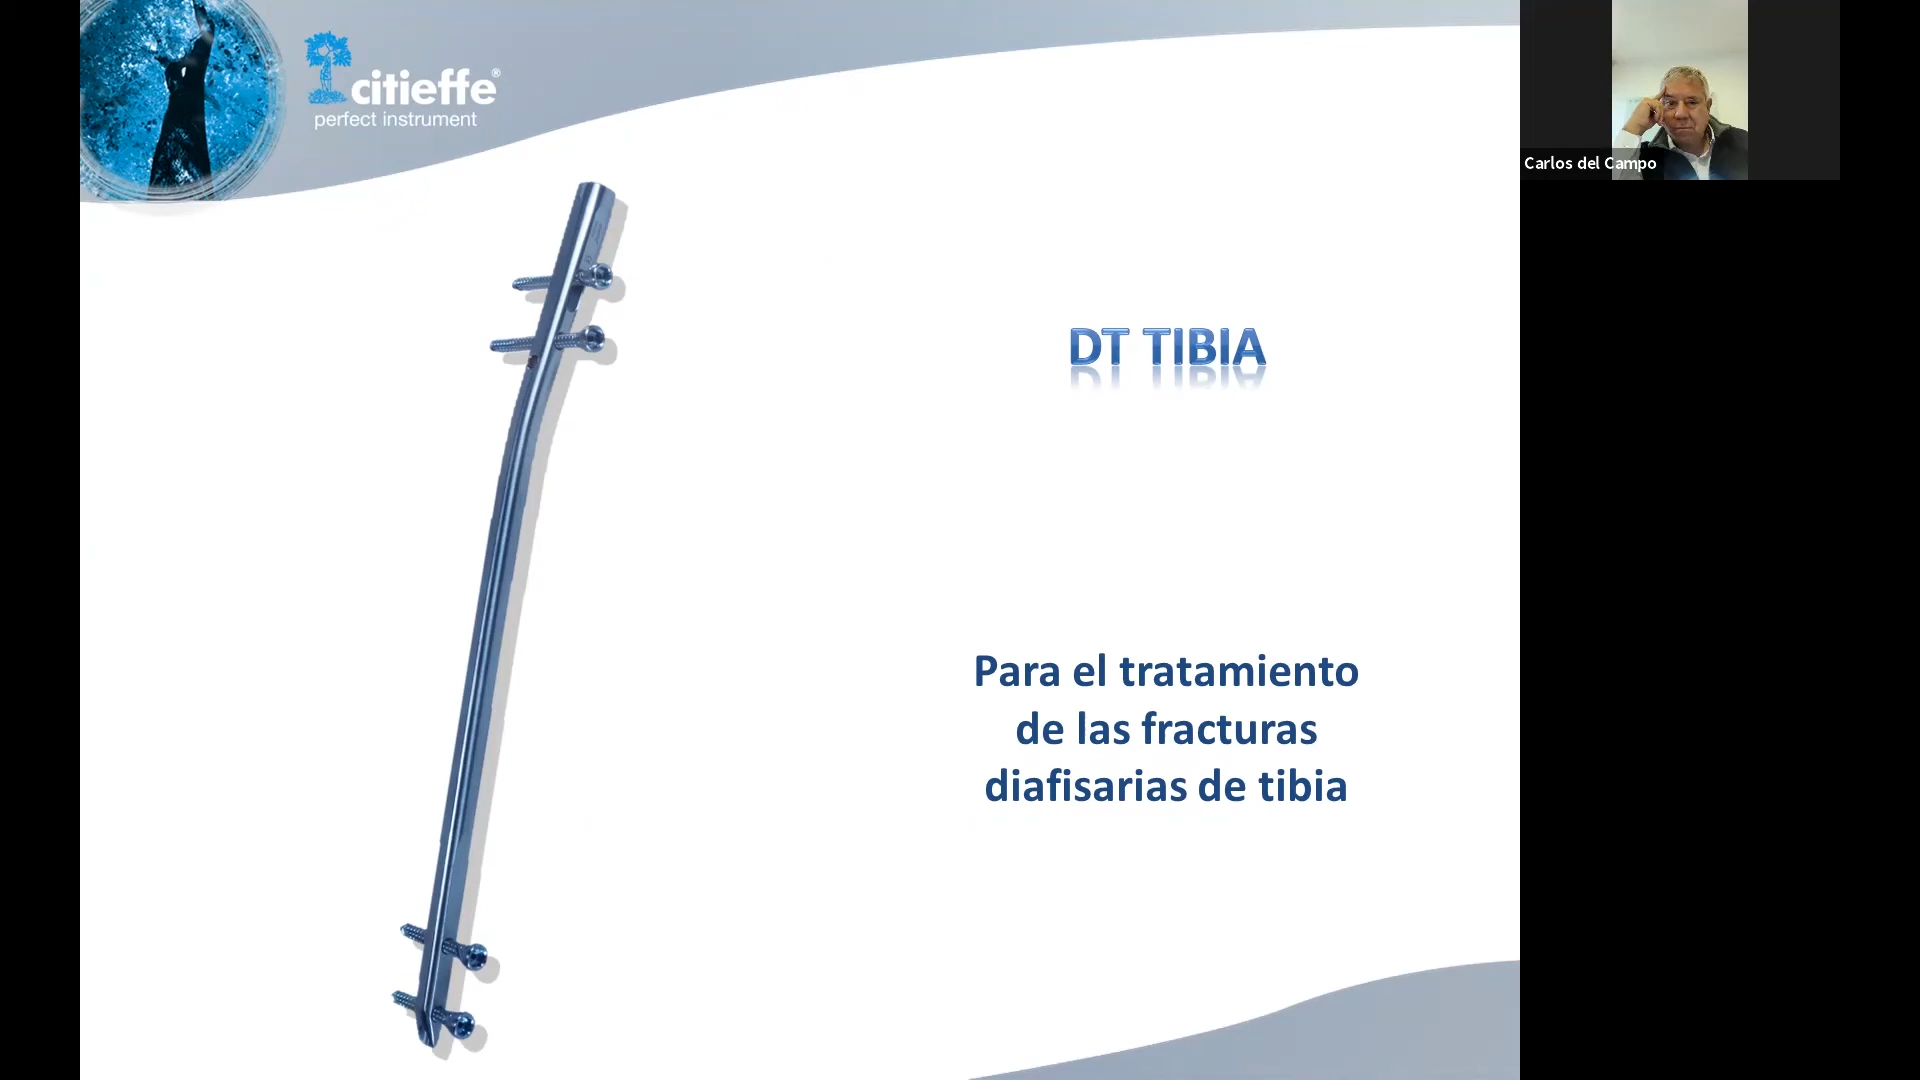 citieffe®
perfect instrument
Carlos del Campo
DT TIBIA
Para el tratamiento
de las fracturas
diafisarias de tibia